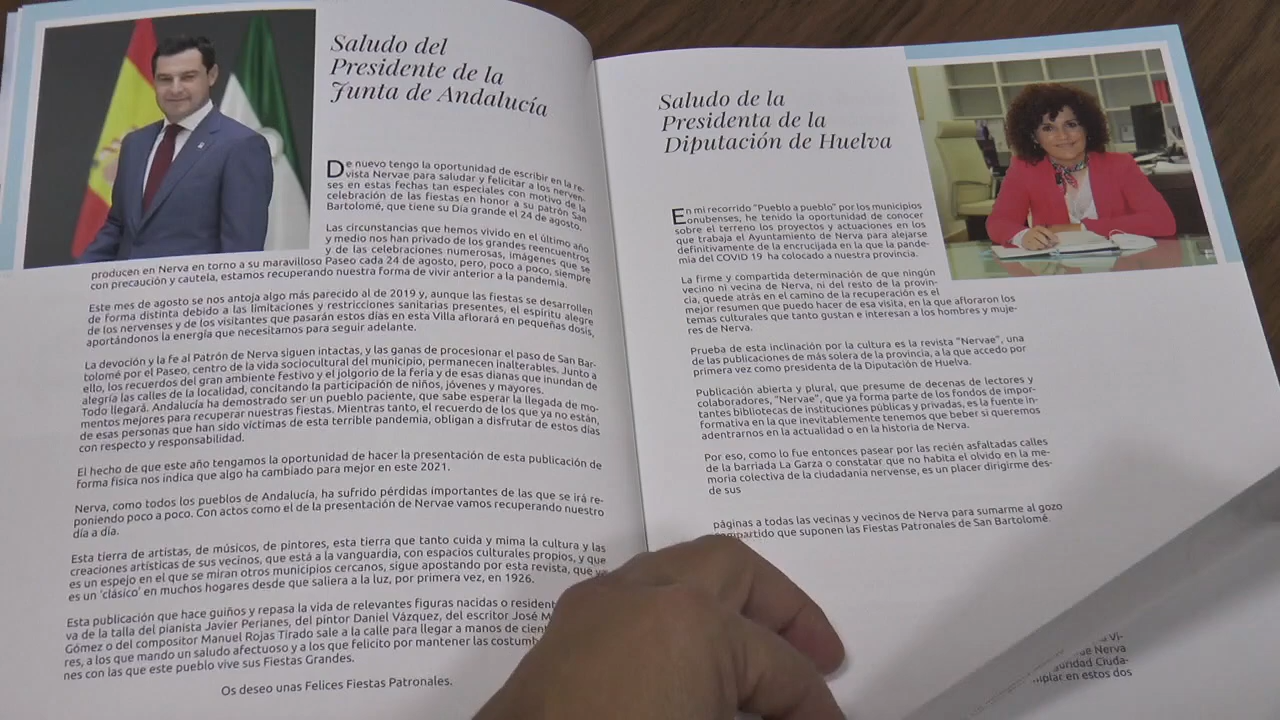 Saludo del
Presidente de la
Junta de Andalucía
De nuevo tengo la oportunidad de escribir en la re-
vista Nervae para saludar y felicitar a los nerven-
ses en estas fechas tan especiales con motivo de la
celebración de las fiestas en honor a su patrón San
Bartolomé, que tiene su Día grande el 24 de agosto.
Las circunstancias que hemos vivido en el último año
y medio nos han privado de los grandes reencuentros
y de las celebraciones numerosas, imágenes que se
producen en Nerva en torno a su maravilloso Paseo cada 24 de agosto, pero, poco a poco, siempre
con precaución y cautela, estamos recuperando nuestra forma de vivir anterior a la pandemia.
Este mes de agosto se nos antoja algo más parecido al de 2019 y, aunque las fiestas se desarrollen
de forma distinta debido a las limitaciones y restricciones sanitarias presentes, el espíritu alegre
de los nervenses y de los visitantes que pasarán estos días en esta Villa aflorará en pequeñas dosis,
aportándonos la energía que necesitamos para seguir adelante.
La devoción y la fe al Patrón de Nerva siguen intactas, y las ganas de procesionar el paso de San Bar-
tolomé por el Paseo, centro de la vida sociocultural del municipio, permanecen inalterables. Junto a
ello, los recuerdos del gran ambiente festivo y el jolgorio de la feria y de esas dianas que inundan de
alegría las calles de la localidad, concitando la participación de niños, jóvenes y mayores.
Todo llegará. Andalucía ha demostrado ser un pueblo paciente, que sabe esperar la llegada de mo-
mentos mejores para recuperar nuestras fiestas. Mientras tanto, el recuerdo de los que ya no están,
de esas personas que han sido víctimas de esta terrible pandemia, obligan a disfrutar de estos días
con respeto y responsabilidad.
El hecho de que este año tengamos la oportunidad de hacer la presentación de esta publicación de
forma física nos indica que algo ha cambiado para mejor en este 2021.
Nerva, como todos los pueblos de Andalucía, ha sufrido pérdidas importantes de las que se irá re-
poniendo poco a poco. Con actos como el de la presentación de Nervae vamos recuperando nuestro
día a día.
Esta tierra de artistas, de músicos, de pintores, esta tierra que tanto cuida y mima la cultura y las
creaciones artísticas de sus vecinos, que está a la vanguardia, con espacios culturales propios, y que
es un espejo en el que se miran otros municipios cercanos, sigue apostando por esta revista, que
es un 'clásico' en muchos hogares desde que saliera a la luz, por primera vez, en 1926.
Esta publicación que hace guiños y repasa la vida de relevantes figuras nacidas o resident
va de la talla del pianista Javier Perianes, del pintor Daniel Vázquez, del escritor José M
Gómez o del compositor Manuel Rojas Tirado sale a la calle para llegar a manos de cient
res, a los que mando un saludo afectuoso y a los que felicito por mantener las costumb
nes con las que este pueblo vive sus Fiestas Grandes.
Os deseo unas Felices Fiestas Patronales.
Saludo de la
Presidenta de la
Diputación de Huelva
En mi recorrido "Pueblo a pueblo" por los municipios
onubenses, he tenido la oportunidad de conocer
sobre el terreno los proyectos y actuaciones en los
que trabaja el Ayuntamiento de Nerva para alejarse
definitivamente de la encrucijada en la que la pande-
mia del COVID 19 ha colocado a nuestra provincia.
La firme y compartida determinación de que ningún
vecino ni vecina de Nerva, ni del resto de la provin-
cia, quede atrás en el camino de la recuperación es el
mejor resumen que puedo hacer de esa visita, en la que afloraron los
temas culturales que tanto gustan e interesan a los hombres y muje-
res de Nerva.
Prueba de esta inclinación por la cultura es la revista "Nervae", una
de las publicaciones de más solera de la provincia, a la que accedo por
primera vez como presidenta de la Diputación de Huelva.
Publicación abierta y plural, que presume de decenas de lectores y
colaboradores, "Nervae", que ya forma parte de los fondos de impor-
tantes bibliotecas de instituciones públicas y privadas, es la fuente in-
formativa en la que inevitablemente tenemos que beber si queremos
adentrarnos en la actualidad o en la historia de Nerva.
Por eso, como lo fue entonces pasear por las recién asfaltadas calles
de la barriada La Garza o constatar que no habita el olvido en la me-
moria colectiva de la ciudadanía nervense, es un placer dirigirme des-
de sus
páginas a todas las vecinas y vecinos de Nerva para sumarme al gozo
compartido que suponen las Fiestas Patronales de San Bartolomé.
Vi-
ue Nerva
uridad Ciuda-
mplar en estos dos